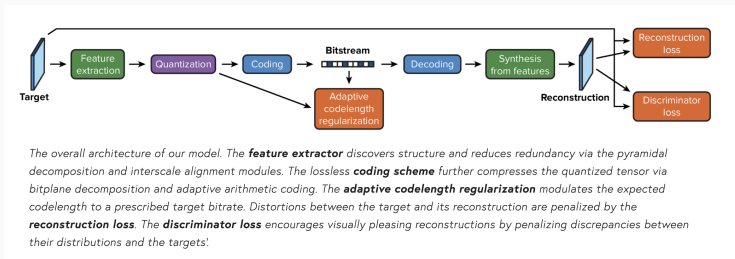 Target
Feature
extraction
Quantization
Coding
Bitstream
Adaptive
codelength
regularization
Decoding
Synthesis
from features
Reconstruction
Reconstruction
loss
Discriminator
loss
The overall architecture of our model. The feature extractor discovers structure and reduces redundancy via the pyramidal
decomposition and interscale alignment modules. The lossless coding scheme further compresses the quantized tensor via
bitplane decomposition and adaptive arithmetic coding. The adaptive codelength regularization modulates the expected
codelength to a prescribed target bitrate. Distortions between the target and its reconstruction are penalized by the
reconstruction loss. The discriminator loss encourages visually pleasing reconstructions by penalizing discrepancies between
their distributions and the targets'.